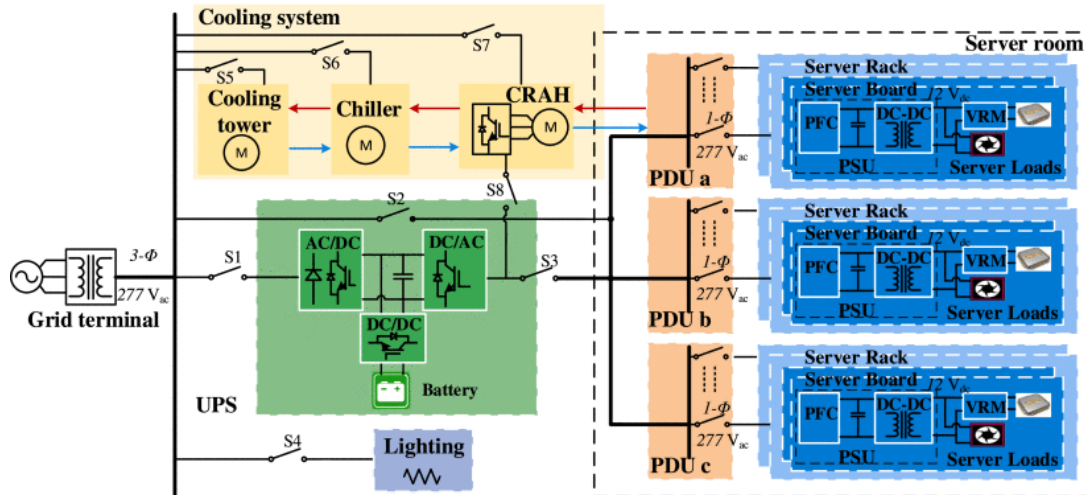 Cooling system
Server room
S7
S6
S5
Cooling
tower
M
Chiller
M
CRAH
M
S8
S2
3-Φ
277 Vac
Grid terminal
S1
AC/DC
DC/AC
S3
DC/DC
Battery
UPS
S4
Lighting
1-Φ
277 Vac
PDU a
Server Rack
Server Board
12 Vdc
PFC
DC-DC
VRM
PSU
Server Loads
1-Φ
277 Vac
PDU b
Server Rack
Server Board
12 Vdc
PFC
DC-DC
VRM
PSU
Server Loads
1-Φ
277 Vac
PDU c
Server Rack
Server Board
12 Vdc
PFC
DC-DC
VRM
PSU
Server Loads